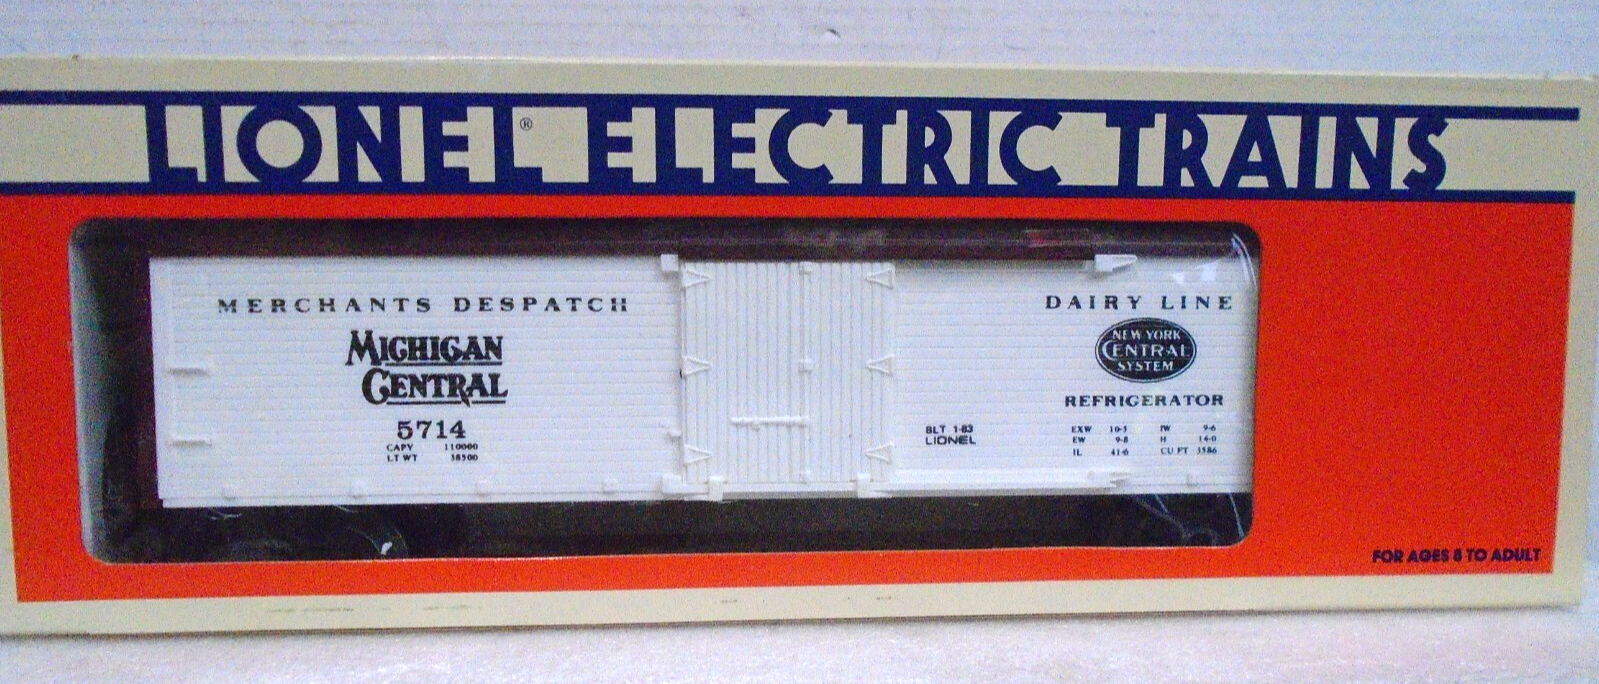 LIONEL® ELECTRIC TRAINS
MERCHANTS DESPATCH
MICHIGAN
CENTRAL
5714
CAPY 110000
LT WT 38500
DAIRY LINE
NEW YORK
CENTRAL
SYSTEM
REFRIGERATOR
BLT 1-83
LIONEL
EXW 10-5 IW 9-6
EW 9-8 H 14-0
IL 41-6 CU FT 3586
FOR AGES 8 TO ADULT